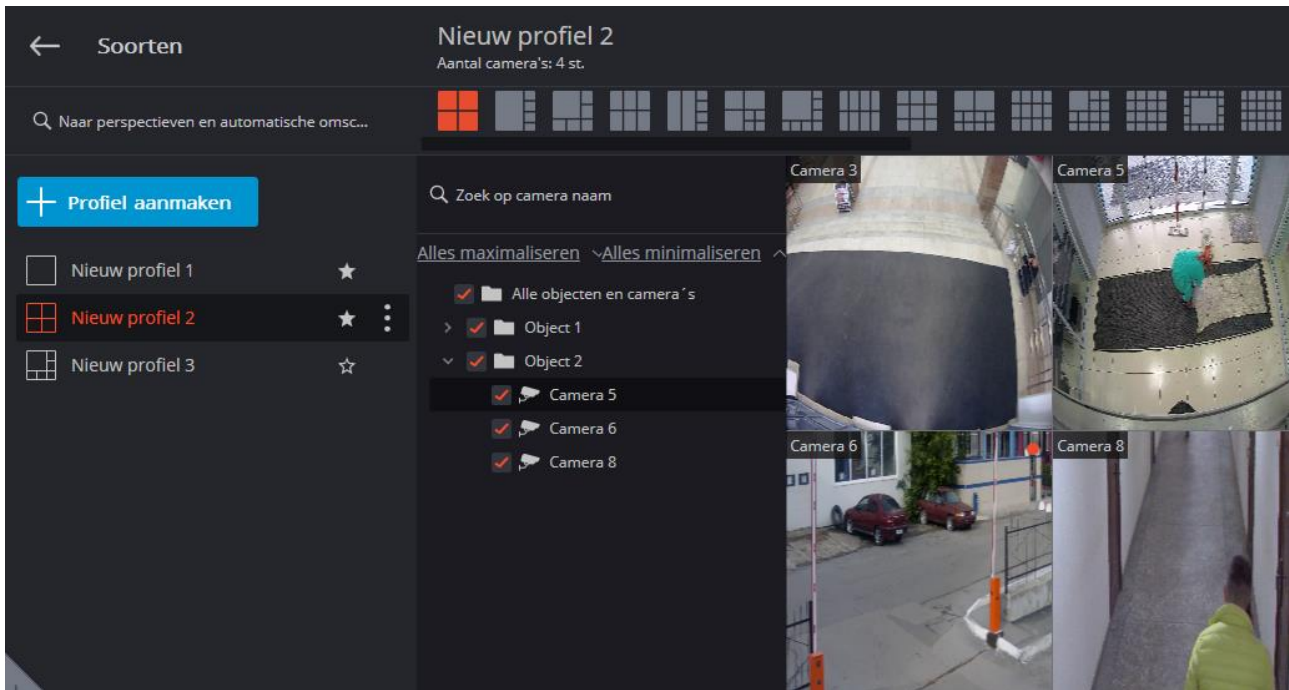 Soorten
Naar perspectieven en automatische omsc...
Profiel aanmaken
Nieuw profiel 1
Nieuw profiel 2
Nieuw profiel 3
Nieuw profiel 2
Aantal camera's: 4 st.
Zoek op camera naam
Alles maximaliseren Alles minimaliseren
Alle objecten en camera´s
Object 1
Object 2
Camera 5
Camera 6
Camera 8
Camera 3
Camera 5
Camera 6
Camera 8